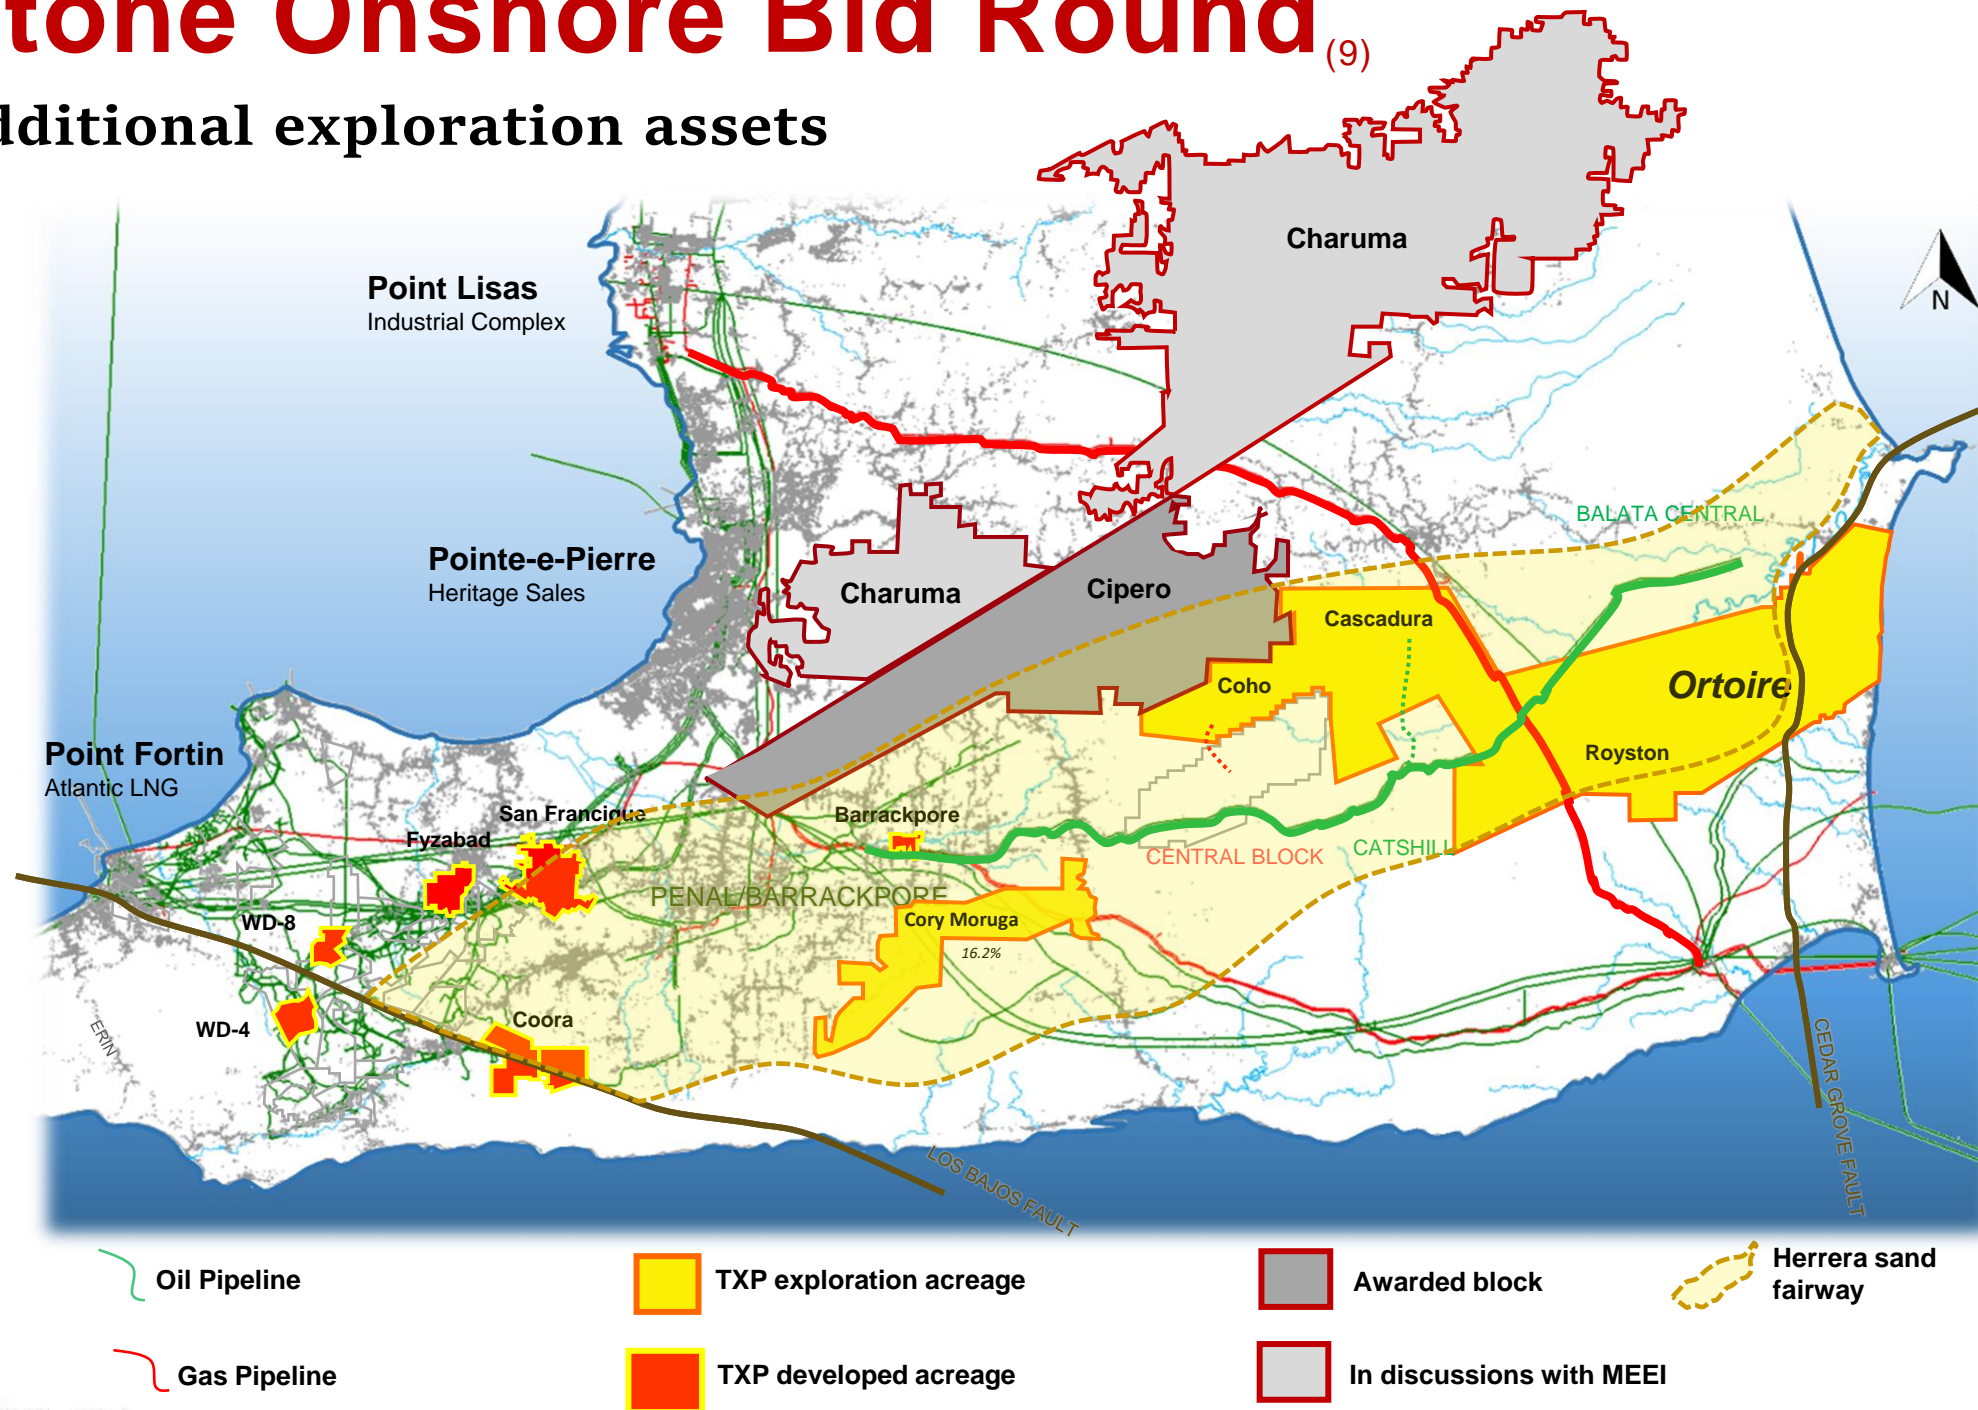 tone Onshore Bid Round(9)
dditional exploration assets
Charuma
N
Point Lisas
Industrial Complex
BALATA CENTRAL
Pointe-e-Pierre
Heritage Sales
Charuma
Cipero
Cascadura
Coho
Ortoire
Royston
Point Fortin
Atlantic LNG
San Francique
Fyzabad
Barrackpore
CENTRAL BLOCK
CATSHILL
PENAL/BARRACKPORE
Cory Moruga
16.2%
WD-8
WD-4
Coora
ERIN
LOS BAJOS FAULT
CEDAR GROVE FAULT
Oil Pipeline
TXP exploration acreage
Awarded block
Herrera sand
fairway
Gas Pipeline
TXP developed acreage
In discussions with MEEI